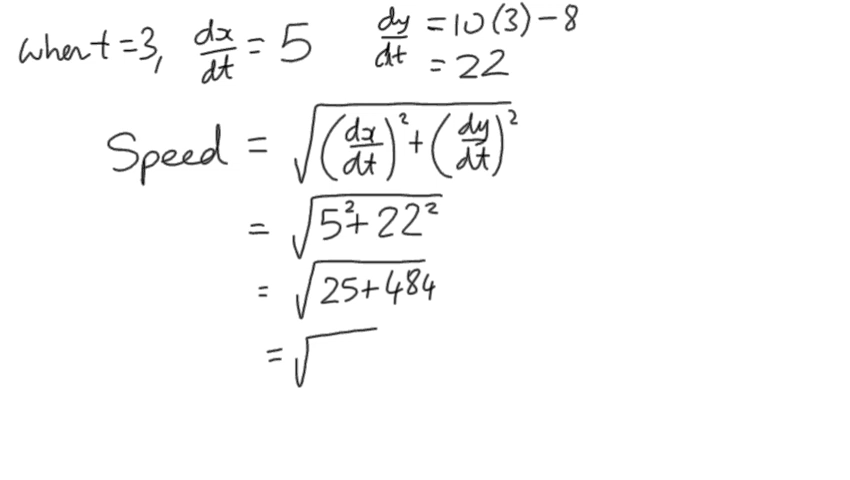 when t=3, dx/dt = 5 dy/dt = 10(3)-8
= 22
Speed = √((dx/dt)²+(dy/dt)²)
= √(5²+22²)
= √(25+484)
= √